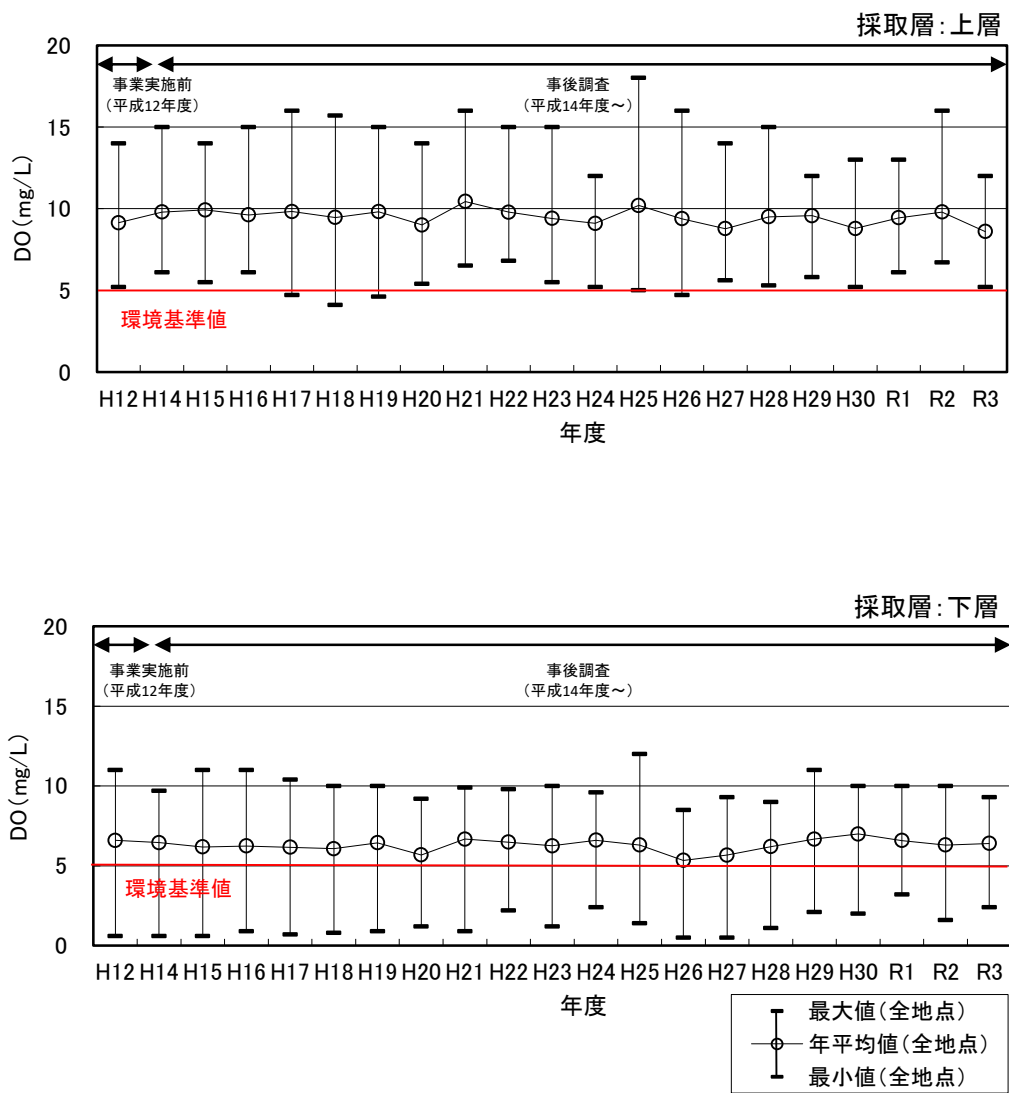 採取層：上層
20
事業実施前
（平成12年度）
事後調査
（平成14年度～）
15
10
5
0
DO（mg/L）
環境基準値
H12 H14 H15 H16 H17 H18 H19 H20 H21 H22 H23 H24 H25 H26 H27 H28 H29 H30 R1 R2 R3
年度
採取層：下層
20
事業実施前
（平成12年度）
事後調査
（平成14年度～）
15
10
5
0
DO（mg/L）
環境基準値
H12 H14 H15 H16 H17 H18 H19 H20 H21 H22 H23 H24 H25 H26 H27 H28 H29 H30 R1 R2 R3
年度
最大値（全地点）
年平均値（全地点）
最小値（全地点）